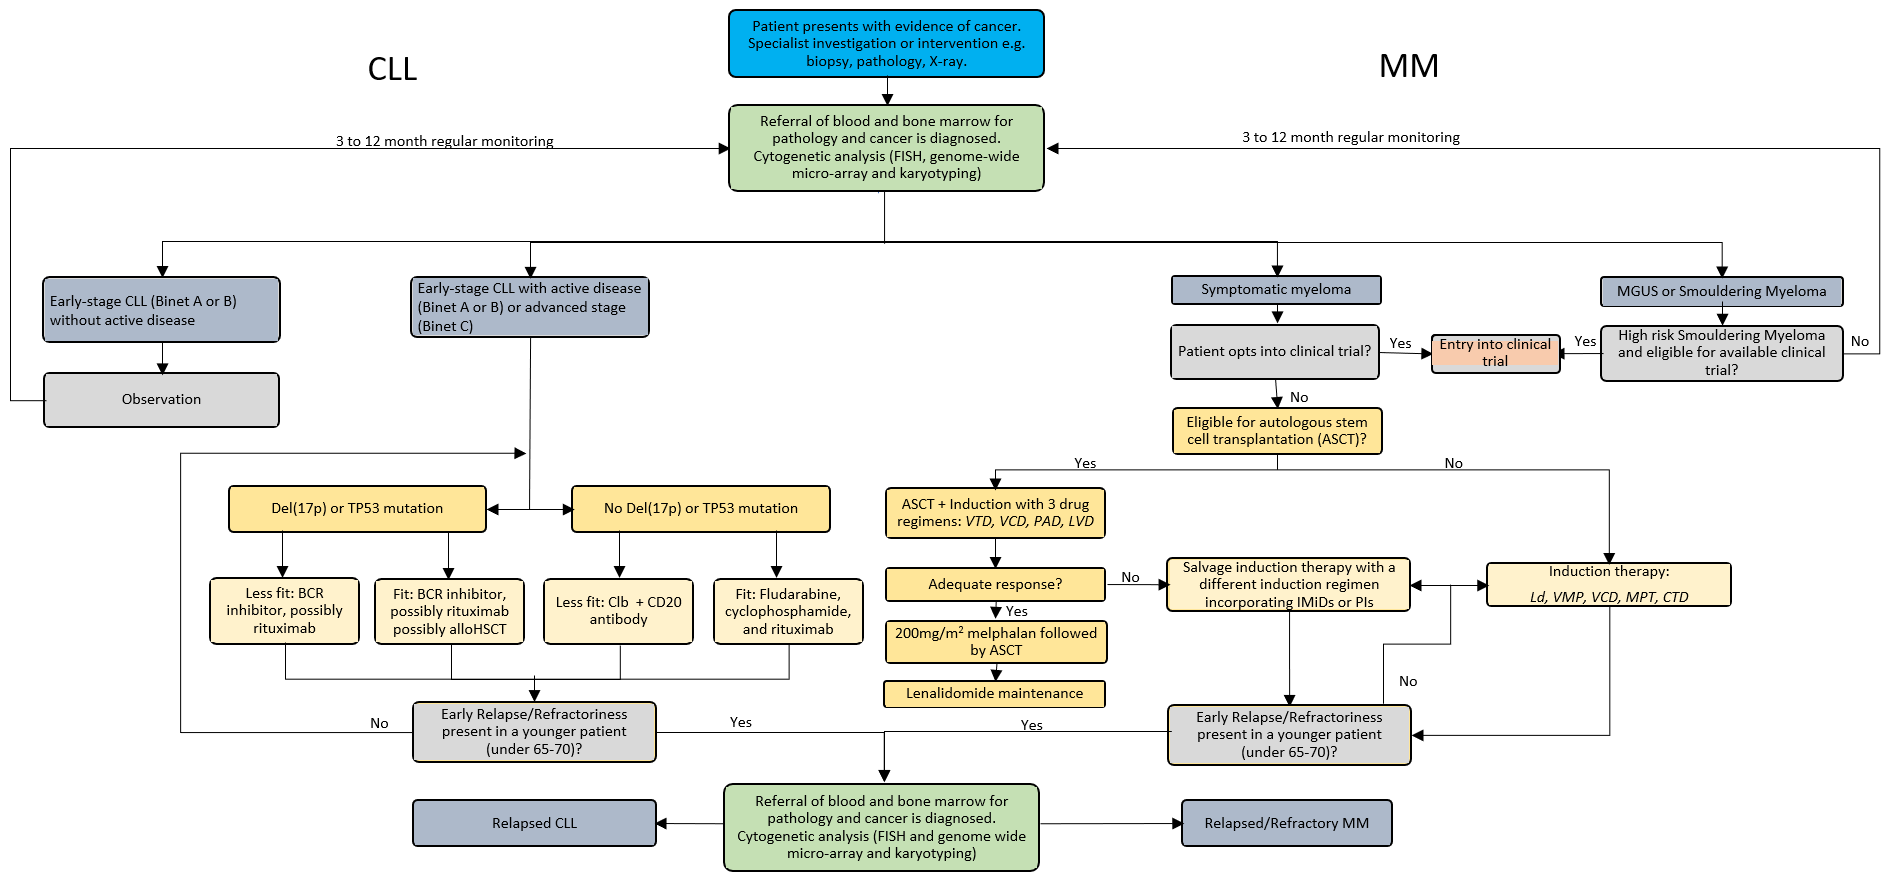 Patient presents with evidence of cancer.
Specialist investigation or intervention e.g.
biopsy, pathology, X-ray.
CLL
MM
Referral of blood and bone marrow for
pathology and cancer is diagnosed.
Cytogenetic analysis (FISH, genome-wide
micro-array and karyotyping)
3 to 12 month regular monitoring
3 to 12 month regular monitoring
Early-stage CLL (Binet A or B)
without active disease
Early-stage CLL with active disease
(Binet A or B) or advanced stage
(Binet C)
Symptomatic myeloma
MGUS or Smouldering Myeloma
Observation
Patient opts into clinical trial?
Yes
Entry into clinical
trial
Yes
High risk Smouldering Myeloma
and eligible for available clinical
trial?
No
No
Eligible for autologous stem
cell transplantation (ASCT)?
Yes
No
Del(17p) or TP53 mutation
No Del(17p) or TP53 mutation
ASCT + Induction with 3 drug
regimens: VTD, VCD, PAD, LVD
Less fit: BCR
inhibitor, possibly
rituximab
Fit: BCR inhibitor,
possibly rituximab
possibly alloHSCT
Less fit: Clb + CD20
antibody
Fit: Fludarabine,
cyclophosphamide,
and rituximab
Adequate response?
No
Salvage induction therapy with a
different induction regimen
incorporating IMiDs or PIs
Induction therapy:
Ld, VMP, VCD, MPT, CTD
Yes
200mg/m² melphalan followed
by ASCT
Lenalidomide maintenance
No
No
Early Relapse/Refractoriness
present in a younger patient
(under 65-70)?
Yes
Yes
Early Relapse/Refractoriness
present in a younger patient
(under 65-70)?
Relapsed CLL
Referral of blood and bone marrow for
pathology and cancer is diagnosed.
Cytogenetic analysis (FISH and genome wide
micro-array and karyotyping)
Relapsed/Refractory MM